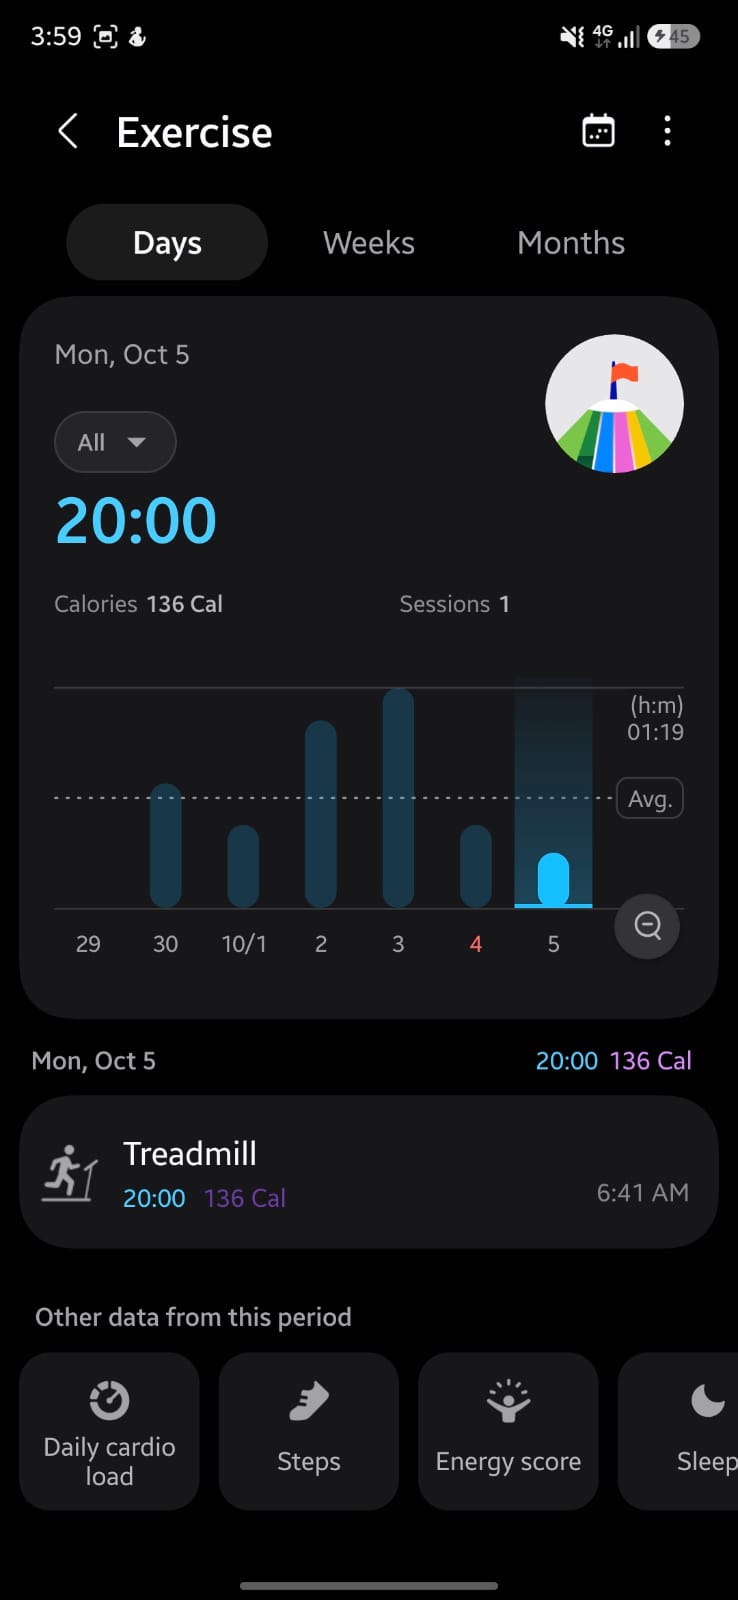 3:59 4G 45
Exercise
Days Weeks Months
Mon, Oct 5
All
20:00
Calories 136 Cal Sessions 1
(h:m)
01:19
Avg.
29 30 10/1 2 3 4 5
Mon, Oct 5 20:00 136 Cal
Treadmill
20:00 136 Cal 6:41 AM
Other data from this period
Daily cardio
load
Steps
Energy score
Sleep